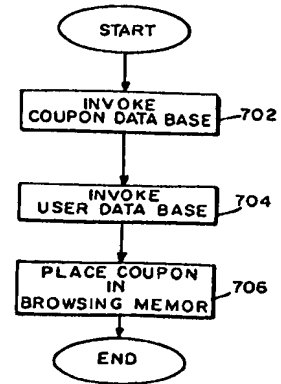 START
INVOKE
COUPON DATA BASE
702
INVOKE
USER DATA BASE
704
PLACE COUPON
IN
BROWSING MEMOR
706
END